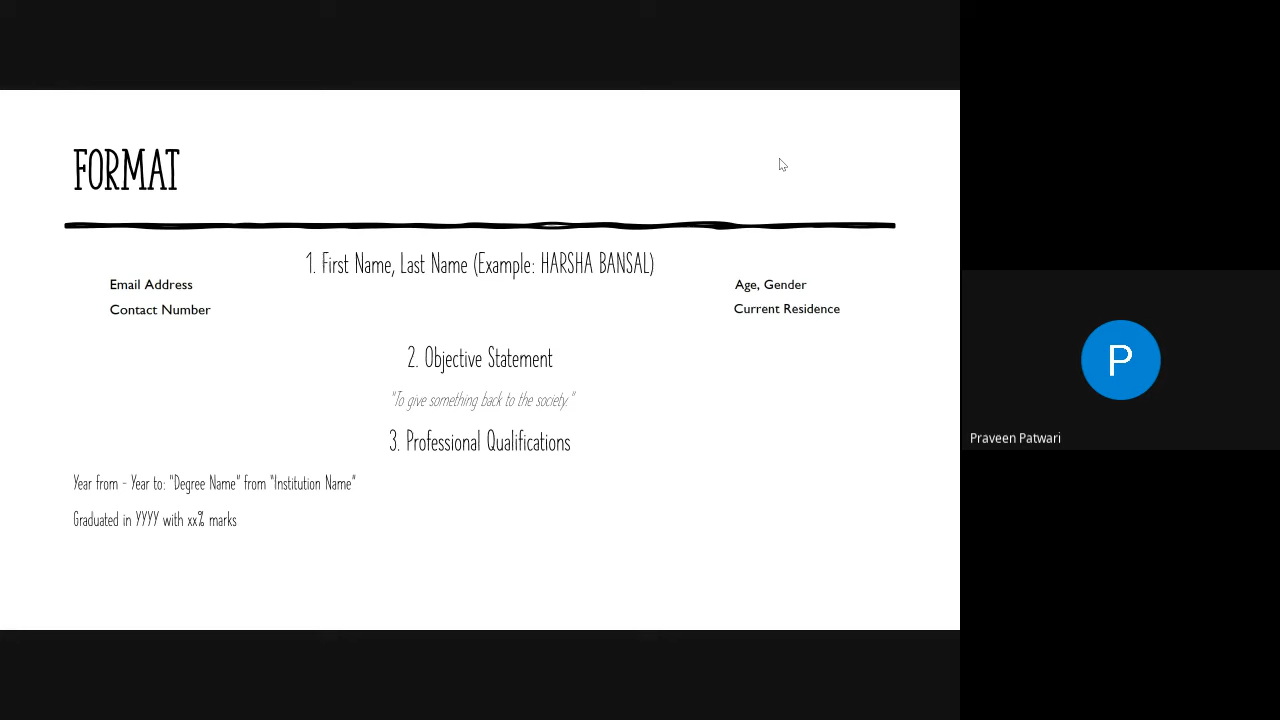 FORMAT
1. First Name, Last Name (Example: HARSHA BANSAL)
Email Address
Age, Gender
Contact Number
Current Residence
2. Objective Statement
"To give something back to the society."
3. Professional Qualifications
Year from - Year to: "Degree Name" from "Institution Name"
Graduated in YYYY with xx% marks
P
Praveen Patwari